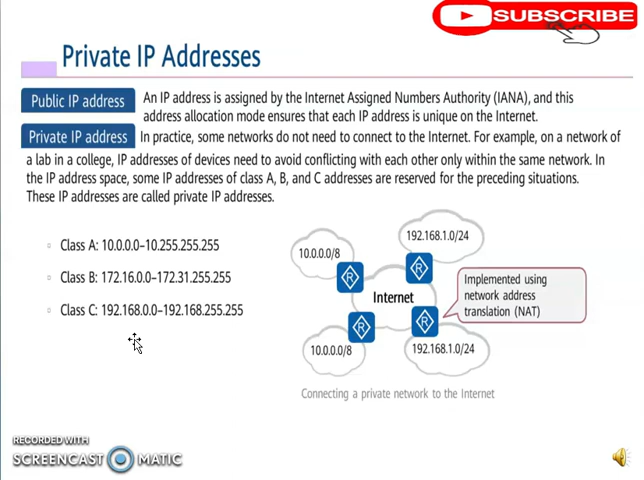 SUBSCRIBE
Private IP Addresses
Public IP address
An IP address is assigned by the Internet Assigned Numbers Authority (IANA), and this
address allocation mode ensures that each IP address is unique on the Internet.
Private IP address
In practice, some networks do not need to connect to the Internet. For example, on a network of
a lab in a college, IP addresses of devices need to avoid conflicting with each other only within the same network. In
the IP address space, some IP addresses of class A, B, and C addresses are reserved for the preceding situations.
These IP addresses are called private IP addresses.
Class A: 10.0.0.0–10.255.255.255
Class B: 172.16.0.0–172.31.255.255
Class C: 192.168.0.0–192.168.255.255
192.168.1.0/24
10.0.0.0/8
R
R
Internet
Implemented using
network address
translation (NAT)
R
R
10.0.0.0/8
192.168.1.0/24
Connecting a private network to the Internet
RECORDED WITH
SCREENCAST MATIC